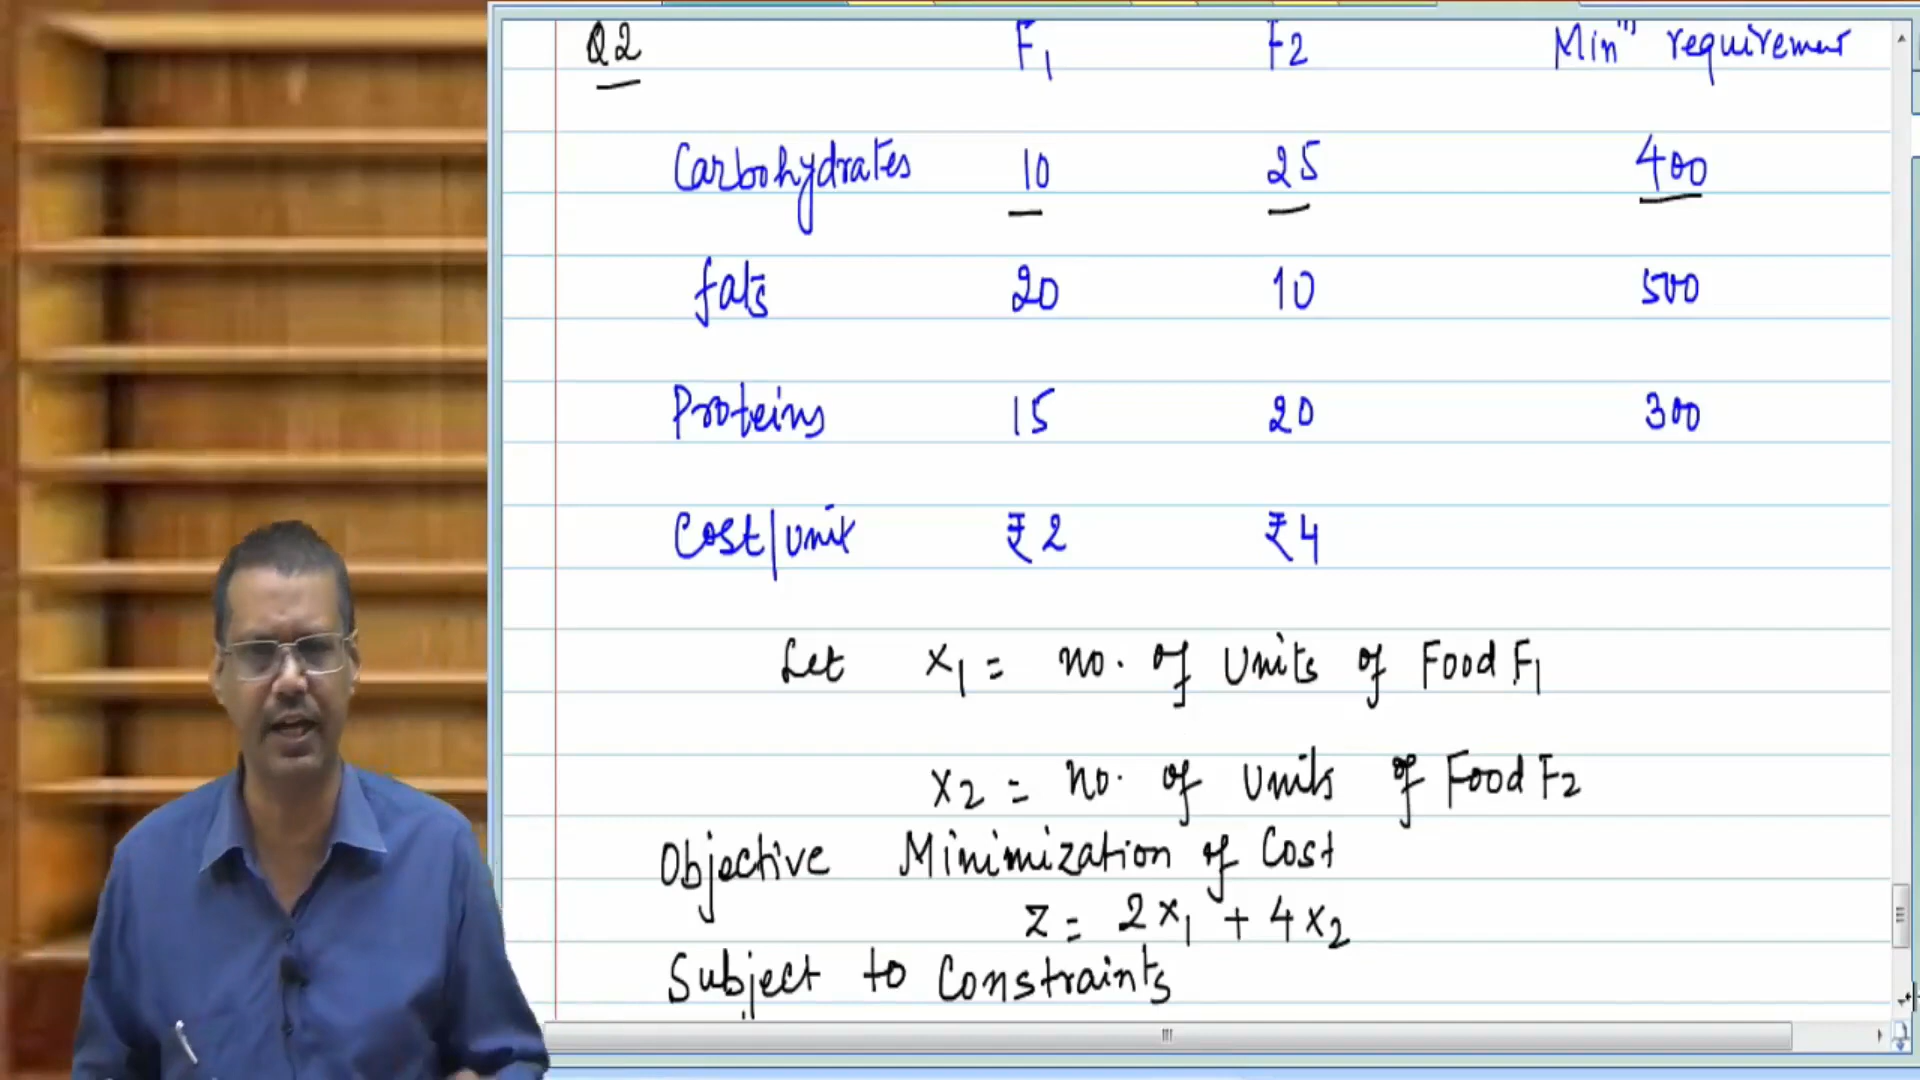 Q2 F1 F2 Minm requirement
Carbohydrates 10 25 400
fats 20 10 500
Proteins 15 20 300
Cost/unit ₹2 ₹4
Let x1 = no. of Units of Food F1
x2 = no. of Units of Food F2
Objective Minimization of Cost
Z = 2x1 + 4x2
Subject to Constraints